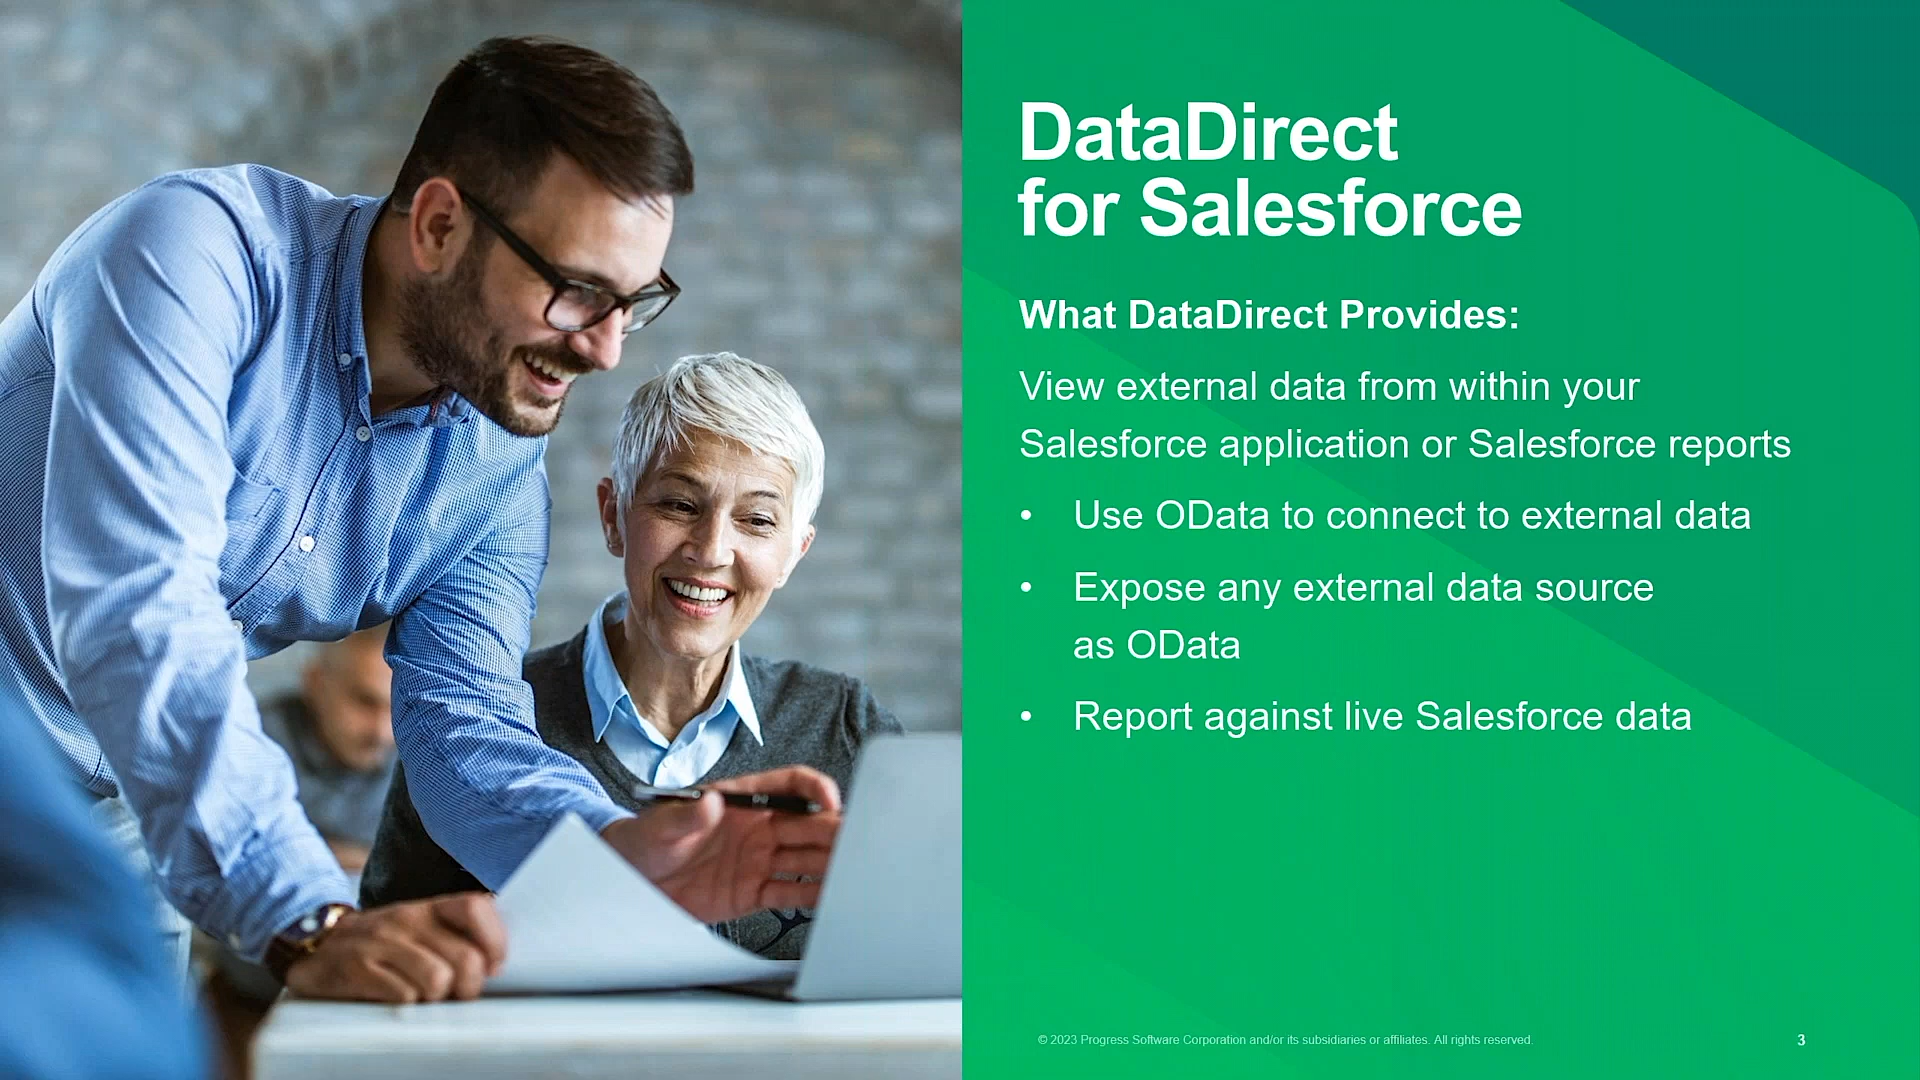 DataDirect
for Salesforce
What DataDirect Provides:
View external data from within your
Salesforce application or Salesforce reports
• Use OData to connect to external data
• Expose any external data source
as OData
• Report against live Salesforce data
© 2023 Progress Software Corporation and/or its subsidiaries or affiliates. All rights reserved.
3